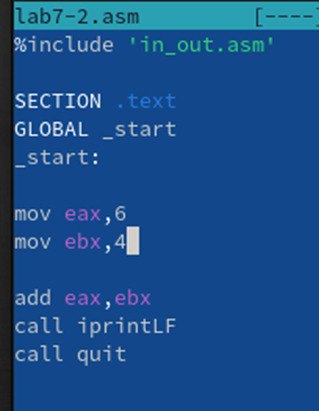 lab7-2.asm [----
%include 'in_out.asm'
SECTION .text
GLOBAL _start
_start:
mov eax,6
mov ebx,4
add eax,ebx
call iprintLF
call quit